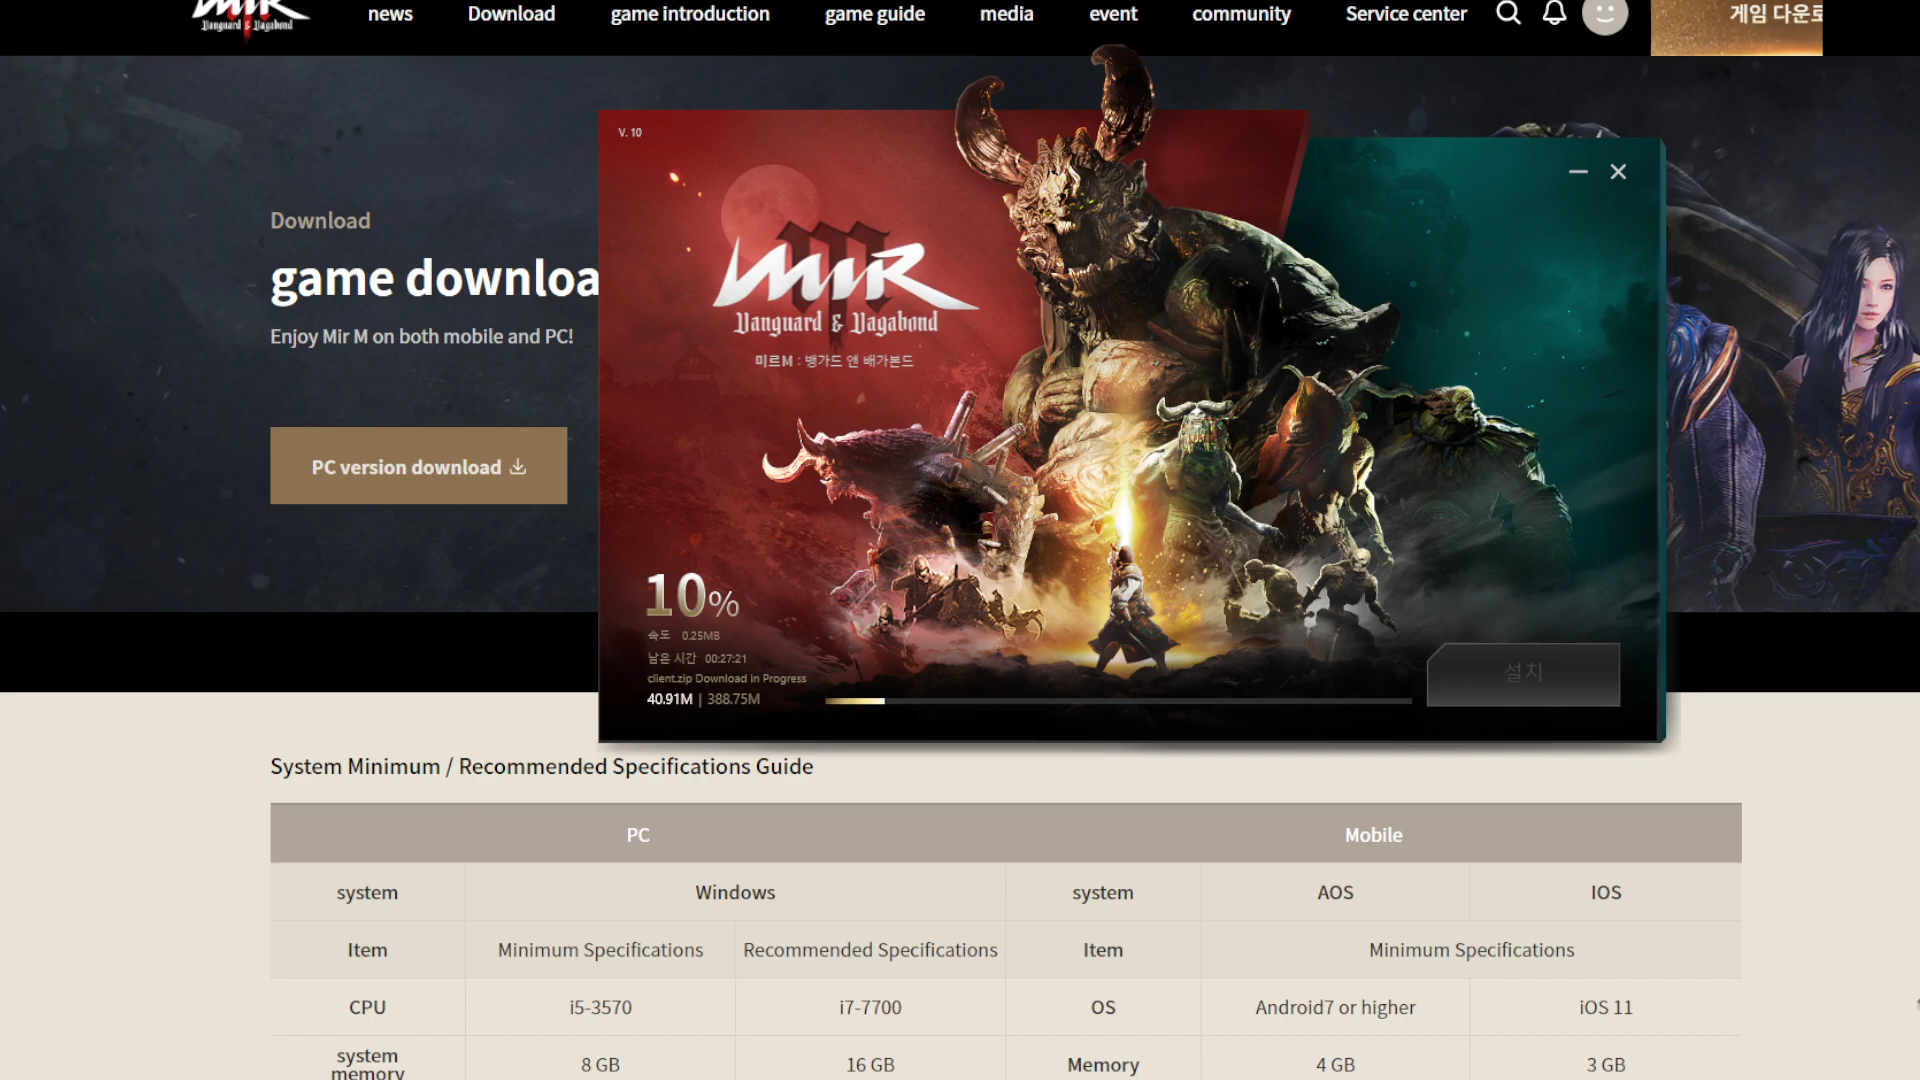 MIR
Vanguard & Vagabond
news
Download
game introduction
game guide
media
event
community
Service center
게임 다운로
V. 10
Download
game downloa
Enjoy Mir M on both mobile and PC!
PC version download
MIR
Vanguard & Vagabond
미르M : 뱅가드 앤 배가본드
10%
속도 0.25MB
남은 시간 00:27:21
client.zip Download in Progress
40.91M | 388.75M
설치
System Minimum / Recommended Specifications Guide
PC Mobile
system Windows system AOS IOS
Item Minimum Specifications Recommended Specifications Item Minimum Specifications
CPU i5-3570 i7-7700 OS Android7 or higher iOS 11
system memory 8 GB 16 GB Memory 4 GB 3 GB